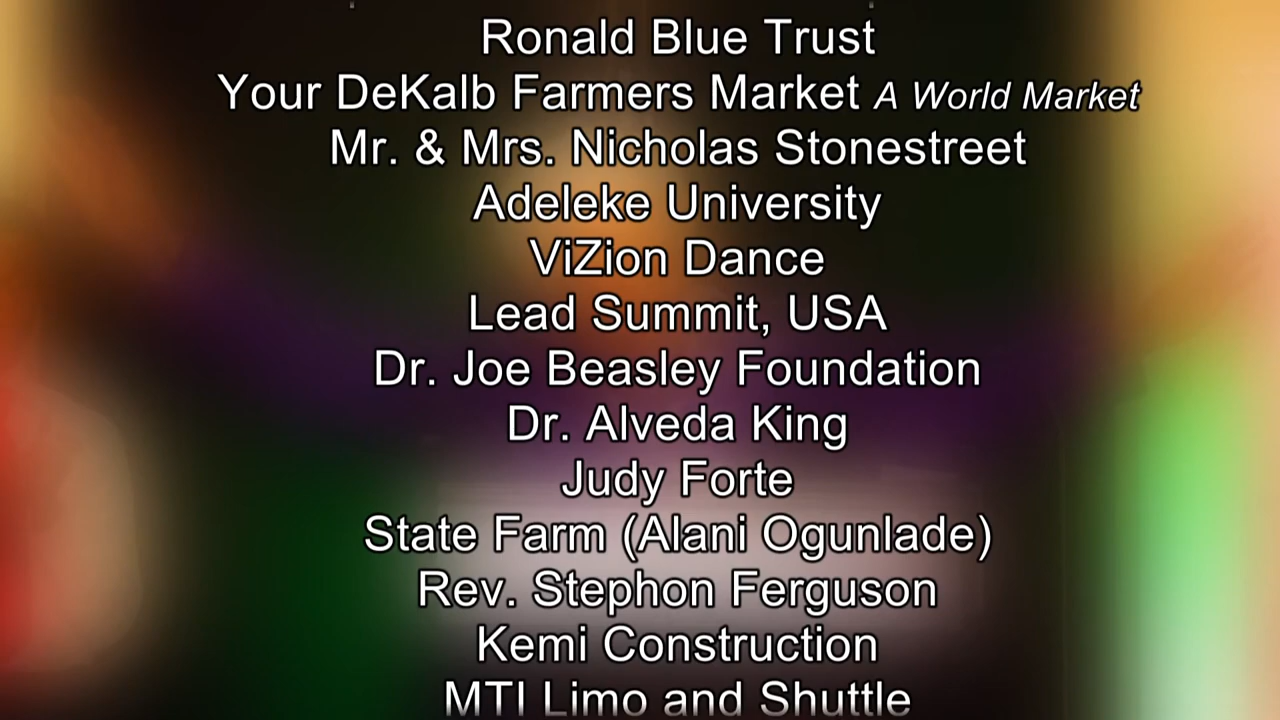 Ronald Blue Trust
Your DeKalb Farmers Market A World Market
Mr. & Mrs. Nicholas Stonestreet
Adeleke University
ViZion Dance
Lead Summit, USA
Dr. Joe Beasley Foundation
Dr. Alveda King
Judy Forte
State Farm (Alani Ogunlade)
Rev. Stephon Ferguson
Kemi Construction
MTI Limo and Shuttle